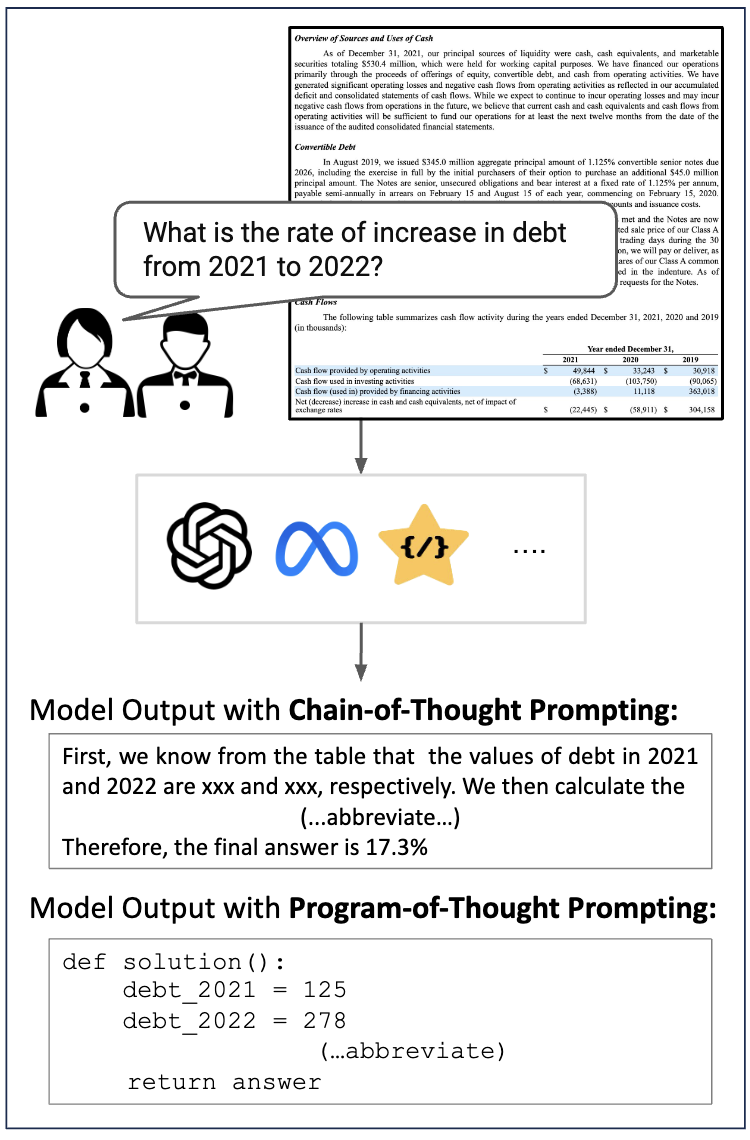 Overview of Sources and Uses of Cash
As of December 31, 2021, our principal sources of liquidity were cash, cash equivalents, and marketable
securities totaling $530.4 million, which were held for working capital purposes. We have financed our operations
primarily through the proceeds of offerings of equity, convertible debt, and cash from operating activities. We have
generated significant operating losses and negative cash flows from operating activities as reflected in our accumulated
deficit and consolidated statements of cash flows. While we expect to continue to incur operating losses and may incur
negative cash flows from operations in the future, we believe that current cash and cash equivalents and cash flows from
operating activities will be sufficient to fund our operations for at least the next twelve months from the date of the
issuance of the audited consolidated financial statements.
Convertible Debt
In August 2019, we issued $345.0 million aggregate principal amount of 1.125% convertible senior notes due
2026, including the exercise in full by the initial purchasers of their option to purchase an additional $45.0 million
principal amount. The Notes are senior, unsecured obligations and bear interest at a fixed rate of 1.125% per annum,
payable semi-annually in arrears on February 15 and August 15 of each year, commencing on February 15, 2020.
ounts and issuance costs.
met and the Notes are now
ted sale price of our Class A
trading days during the 30
on, we will pay or deliver, as
ares of our Class A common
ed in the indenture. As of
requests for the Notes.
What is the rate of increase in debt
from 2021 to 2022?
Cash Flows
The following table summarizes cash flow activity during the years ended December 31, 2021, 2020 and 2019
(in thousands):
Year ended December 31,
2021 2020 2019
Cash flow provided by operating activities $ 49,844 $ 33,243 $ 30,918
Cash flow used in investing activities (68,631) (103,750) (90,065)
Cash flow (used in) provided by financing activities (3,388) 11,118 363,018
Net (decrease) increase in cash and cash equivalents, net of impact of
exchange rates $ (22,445) $ (58,911) $ 304,158
{/}
....
Model Output with Chain-of-Thought Prompting:
First, we know from the table that the values of debt in 2021
and 2022 are xxx and xxx, respectively. We then calculate the
(...abbreviate...)
Therefore, the final answer is 17.3%
Model Output with Program-of-Thought Prompting:
def solution():
debt_2021 = 125
debt_2022 = 278
(…abbreviate)
return answer